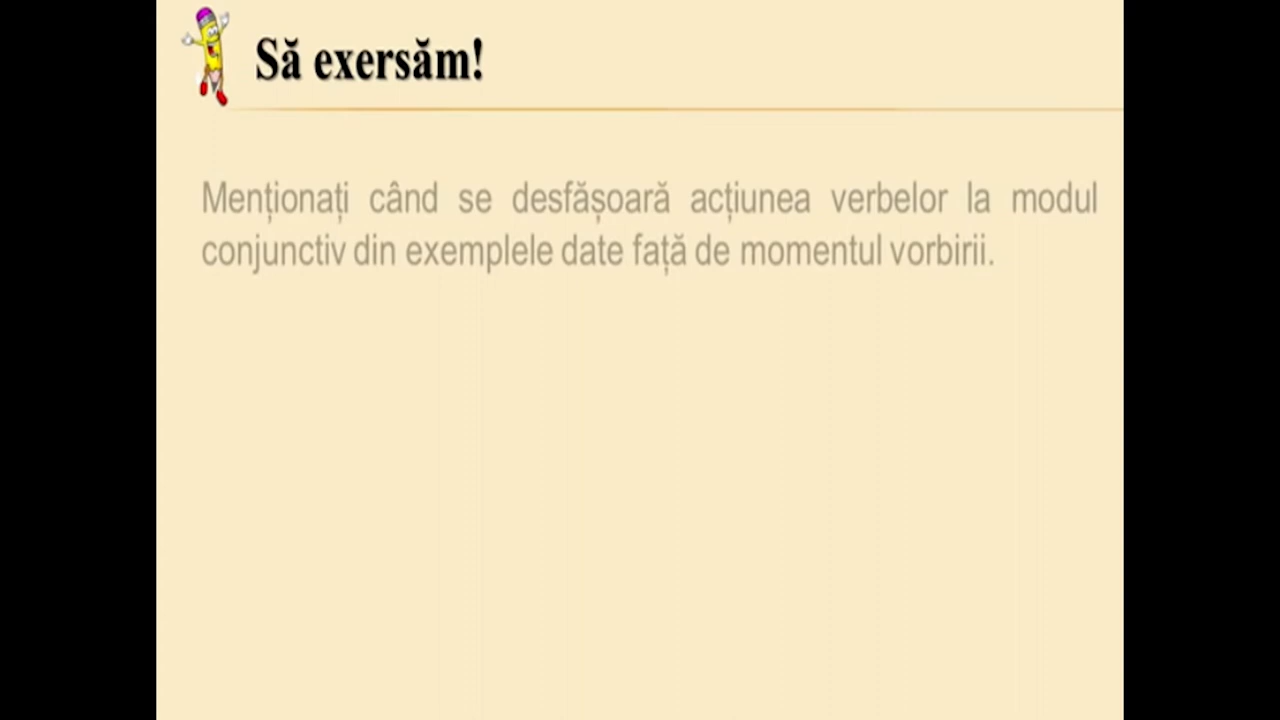 Să exersăm!
Menționați când se desfășoară acțiunea verbelor la modul
conjunctiv din exemplele date față de momentul vorbirii.